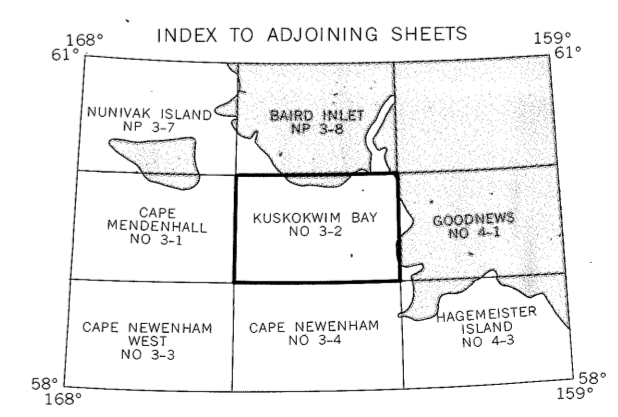 INDEX TO ADJOINING SHEETS
168°
159°
61°
61°
NUNIVAK ISLAND
NP 3-7
BAIRD INLET
NP 3-8
CAPE
MENDENHALL
NO 3-1
KUSKOKWIM BAY
NO 3-2
GOODNEWS
NO 4-1
CAPE NEWENHAM
WEST
NO 3-3
CAPE NEWENHAM
NO 3-4
HAGEMEISTER
ISLAND
NO 4-3
58°
58°
168°
159°